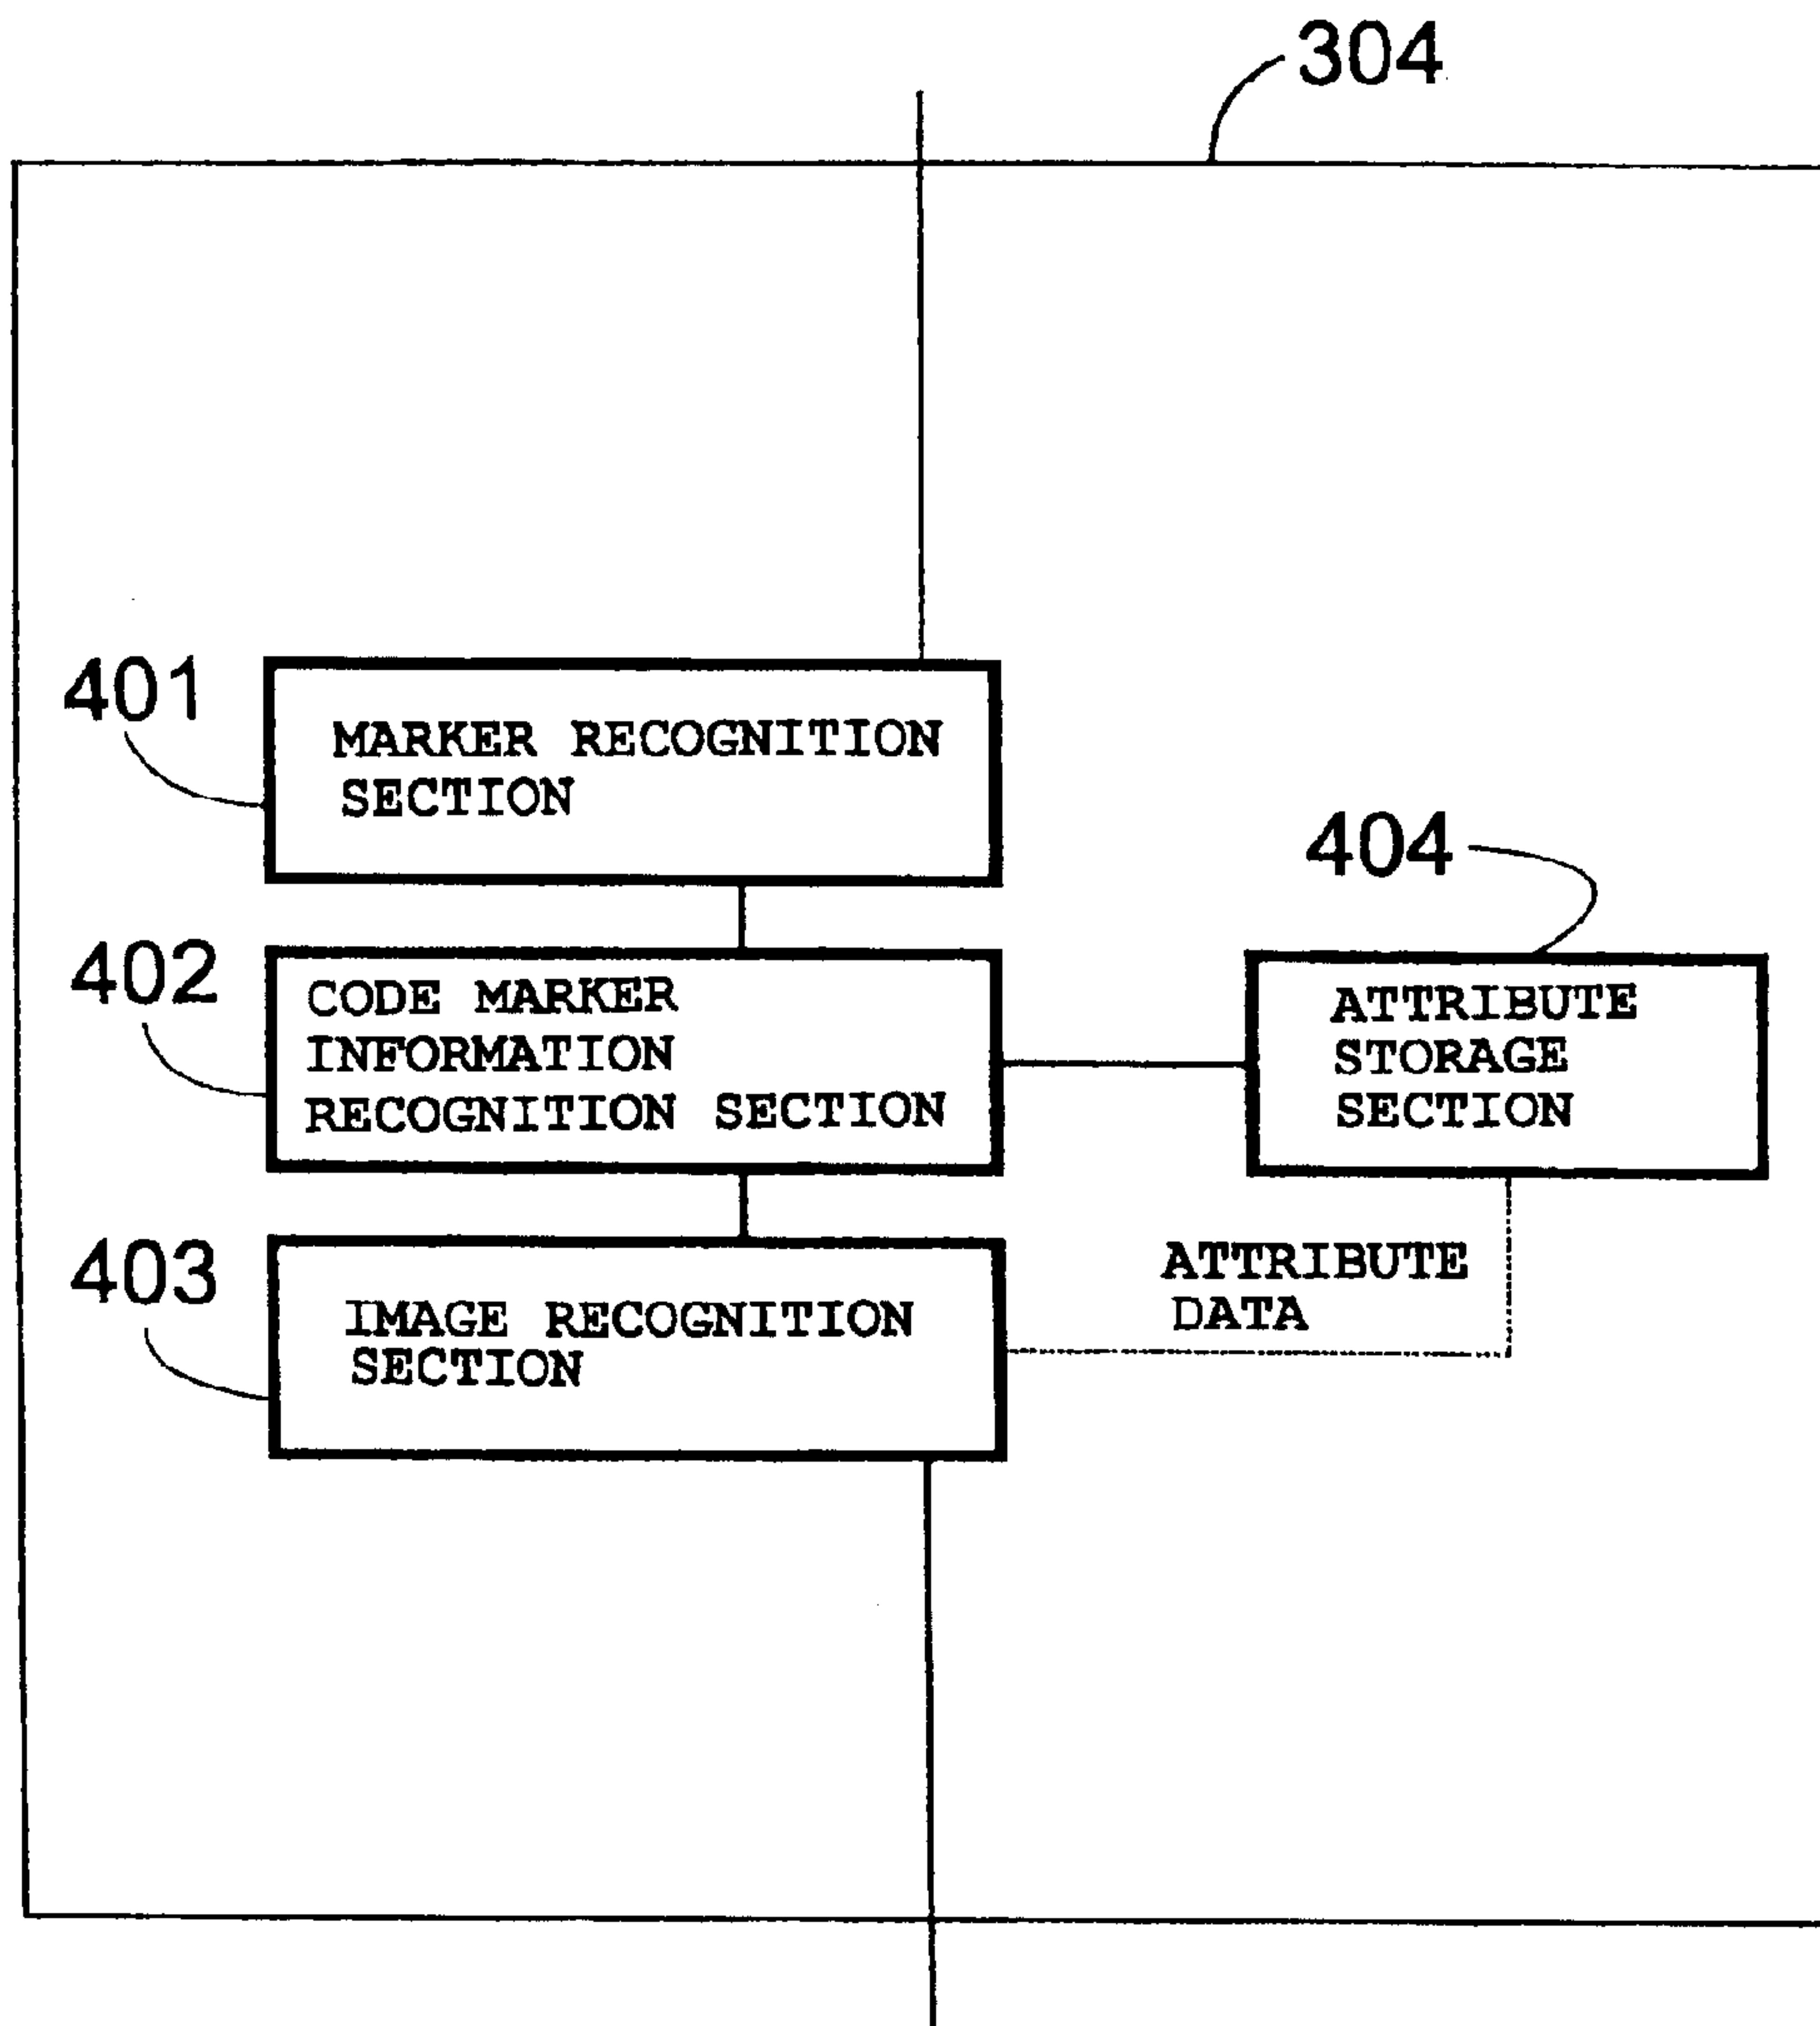 304
401
MARKER RECOGNITION
SECTION
404
402
CODE MARKER
INFORMATION
RECOGNITION SECTION
ATTRIBUTE
STORAGE
SECTION
403
IMAGE RECOGNITION
SECTION
ATTRIBUTE
DATA